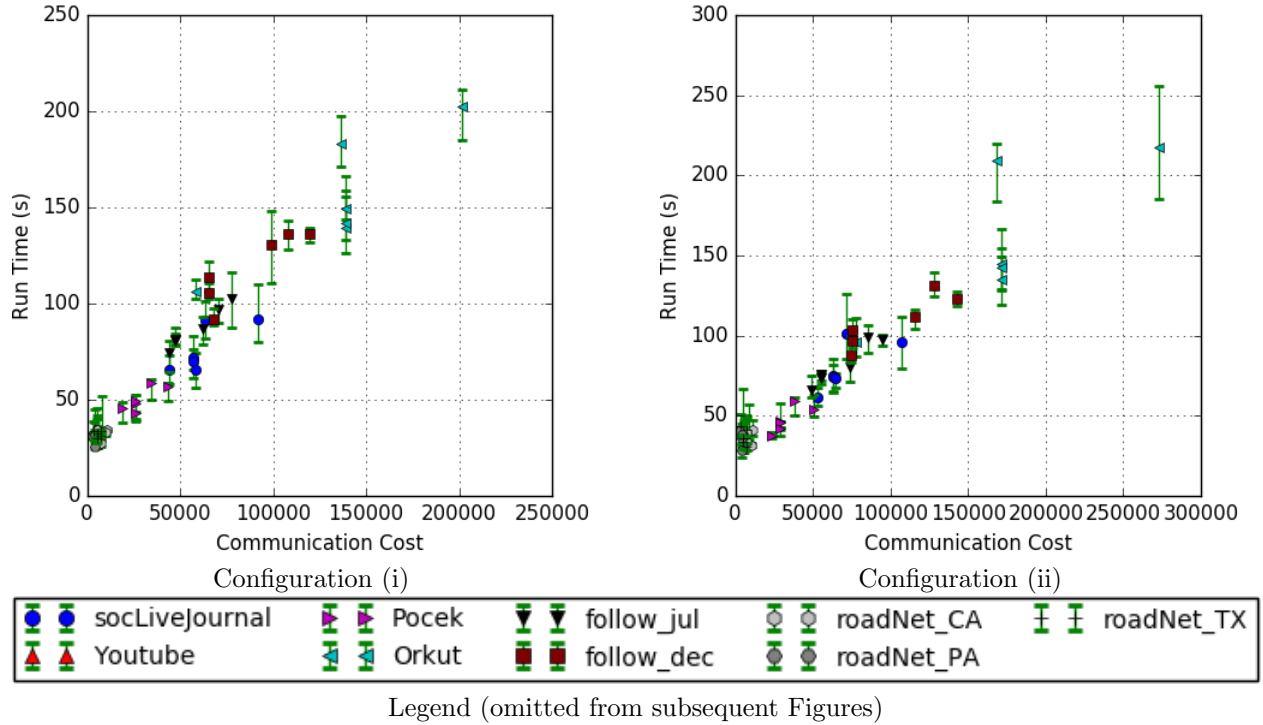 250
200
150
100
50
0
Run Time (s)
0 50000 100000 150000 200000 250000
Communication Cost
Configuration (i)
300
250
200
150
100
50
0
Run Time (s)
0 50000 100000 150000 200000 250000 300000
Communication Cost
Configuration (ii)
socLiveJournal Pocek follow_jul roadNet_CA roadNet_TX
Youtube Orkut follow_dec roadNet_PA
Legend (omitted from subsequent Figures)